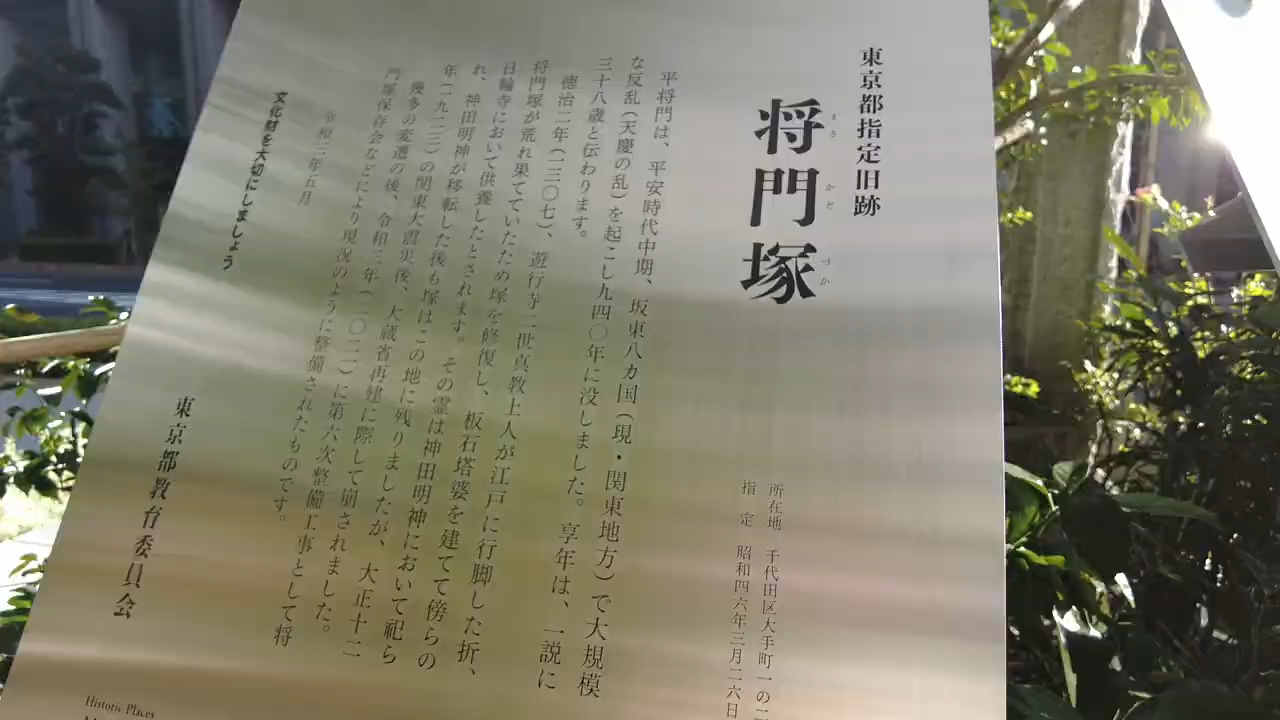 東京都指定旧跡
将門塚
まさ かど づか
所在地 千代田区大手町一の二
指定 昭和四六年三月二六日
平将門は、平安時代中期、坂東八カ国（現・関東地方）で大規模
な反乱（天慶の乱）を起こし九四〇年に没しました。享年は、一説に
三十八歳と伝わります。
徳治二年（一三〇七）、遊行寺二世真教上人が江戸に行脚した折、
将門塚が荒れ果てていたため塚を修復し、板石塔婆を建てて傍らの
日輪寺において供養したとされます。その霊は神田明神において祀ら
れ、神田明神が移転した後も塚はこの地に残りましたが、大正十二
年（一九二三）の関東大震災後、大蔵省再建に際して崩されました。
幾多の変遷の後、令和三年（二〇二一）に第六次整備工事として将
門塚保存会などにより現況のように整備されたものです。
令和三年五月
文化財を大切にしましょう
東京都教育委員会
Historic Places